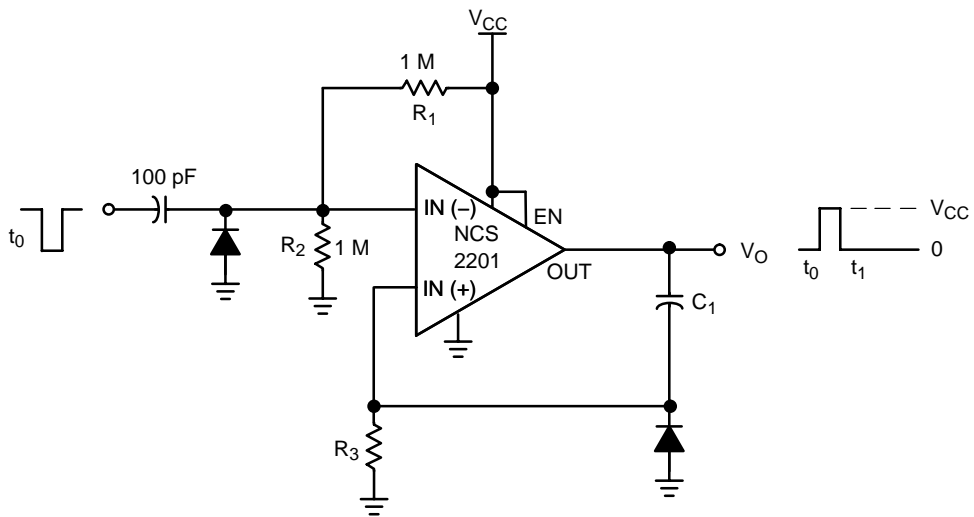 V_CC
1 M
R_1
100 pF
t_0
IN (–)
NCS
2201
EN
R_2
1 M
OUT
V_O
V_CC
0
t_0
t_1
IN (+)
C_1
R_3